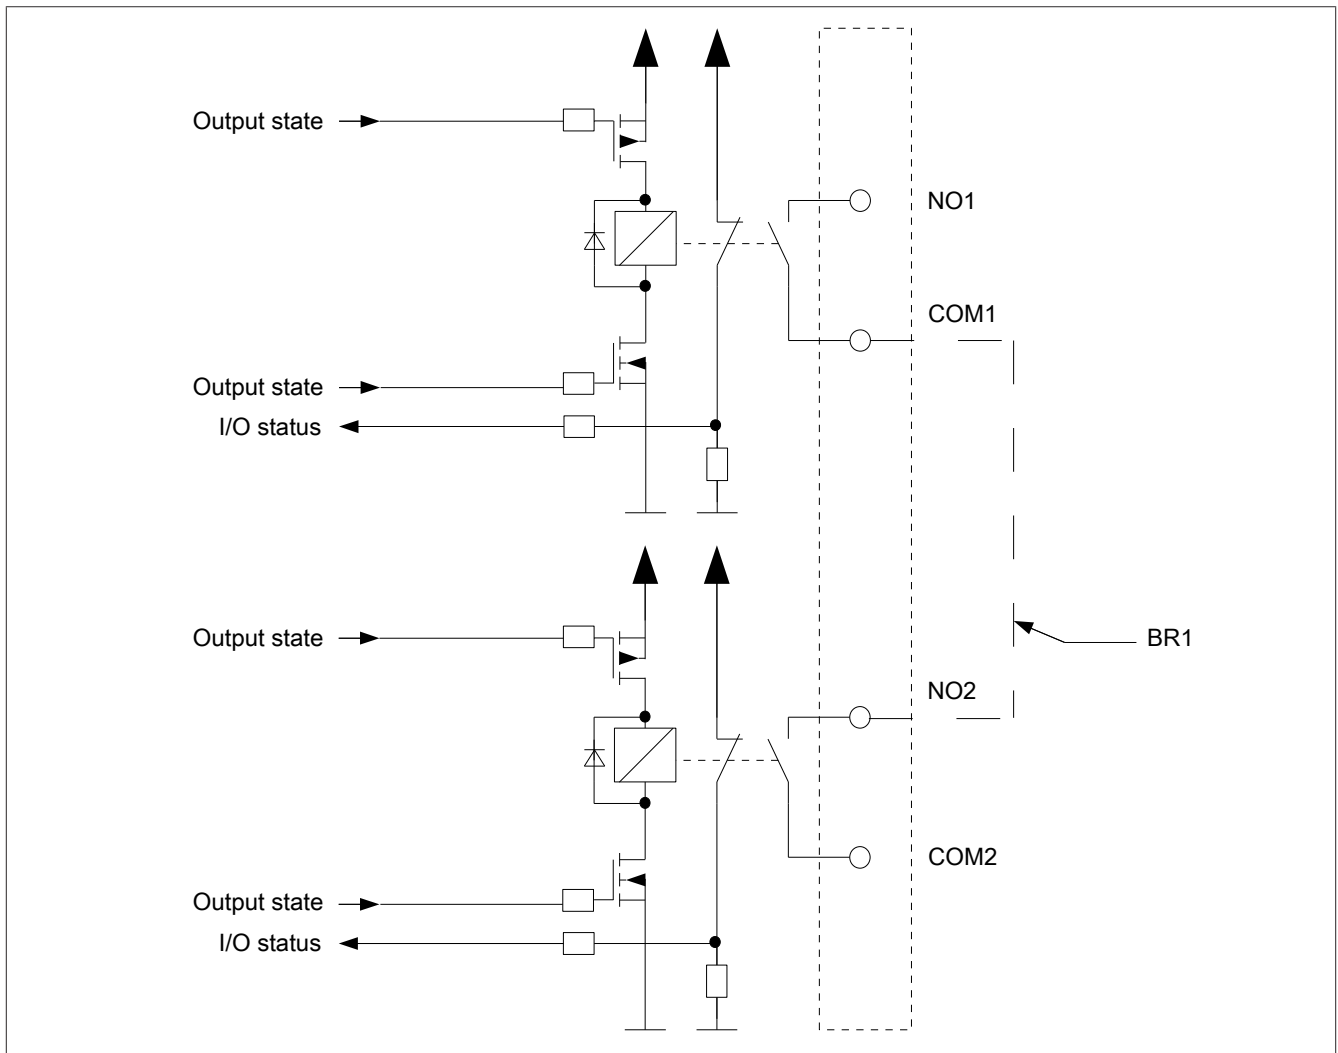 Output state
NO1
COM1
Output state
I/O status
Output state
BR1
NO2
COM2
Output state
I/O status